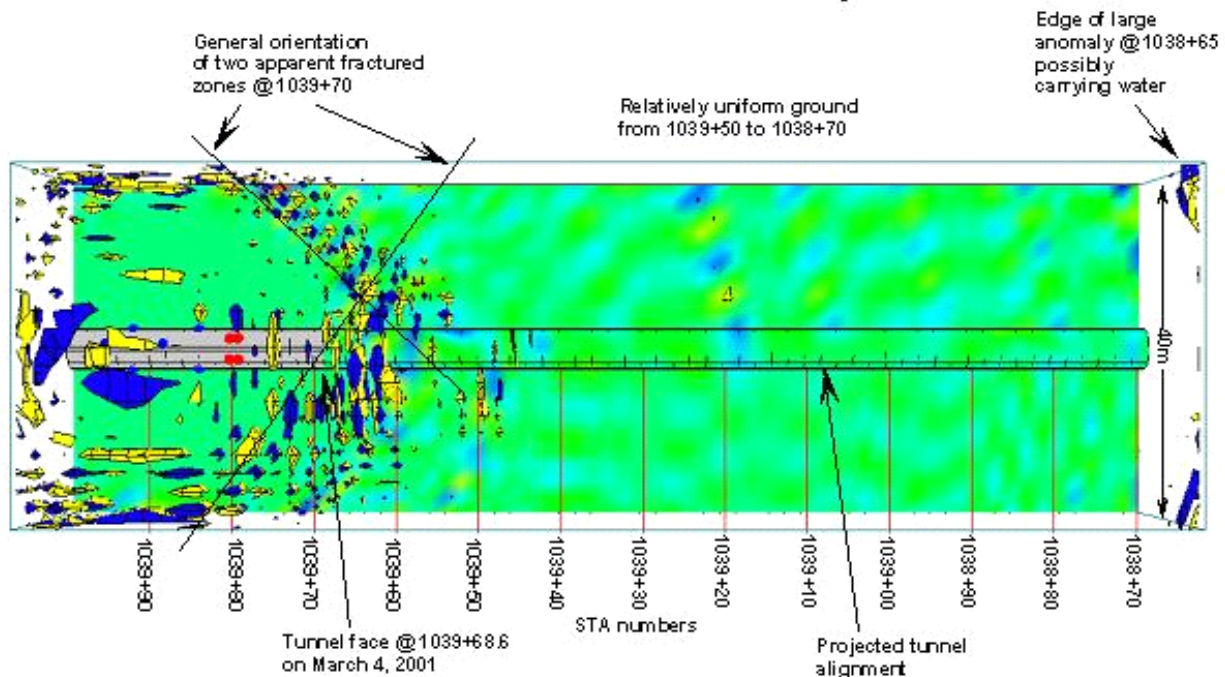 General orientation
of two apparent fractured
zones @1039+70
Edge of large
anomaly @1038+65
possibly
carrying water
Relatively uniform ground
from 1039+50 to 1038+70
4
40m
1039+90
1039+80
1039+70
1039+60
1039+50
1039+40
1039+30
1039+20
1039+10
1039+00
1038+90
1038+80
1038+70
STA numbers
Tunnel face @1039+68.6
on March 4, 2001
Projected tunnel
alignment